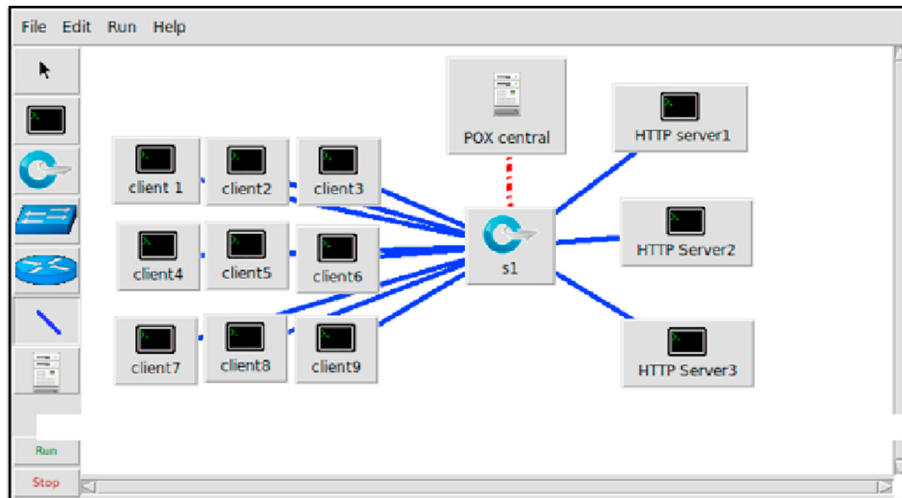 File Edit Run Help
POX central
HTTP server1
client 1 client2 client3
HTTP Server2
s1
client4 client5 client6
HTTP Server3
client7 client8 client9
Run
Stop